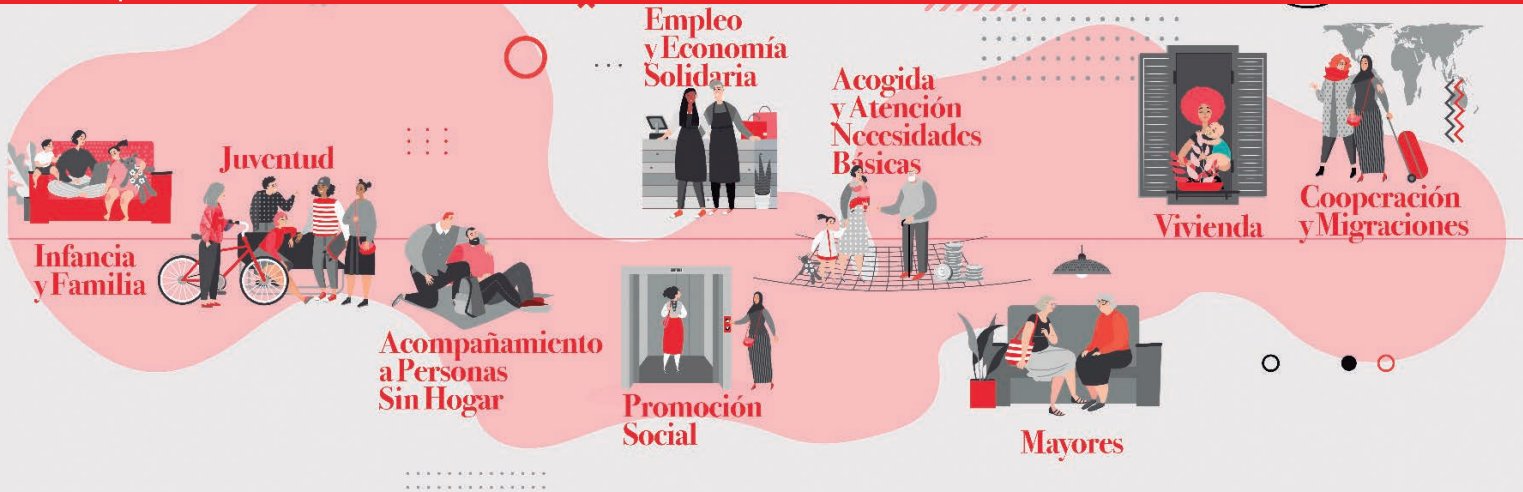 Infancia
y Familia
Juventud
Acompañamiento
a Personas
Sin Hogar
Empleo
y Economía
Solidaria
Promoción
Social
Acogida
y Atención
Necesidades
Básicas
Mayores
Vivienda
Cooperación
y Migraciones